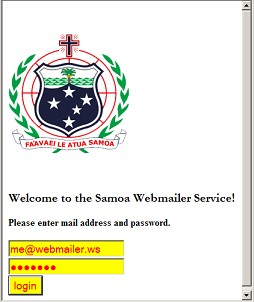 FAAVAEI LE ATUA SAMOA
Welcome to the Samoa Webmailer Service!
Please enter mail address and password.
me@webmailer.ws
●●●●●●●
login